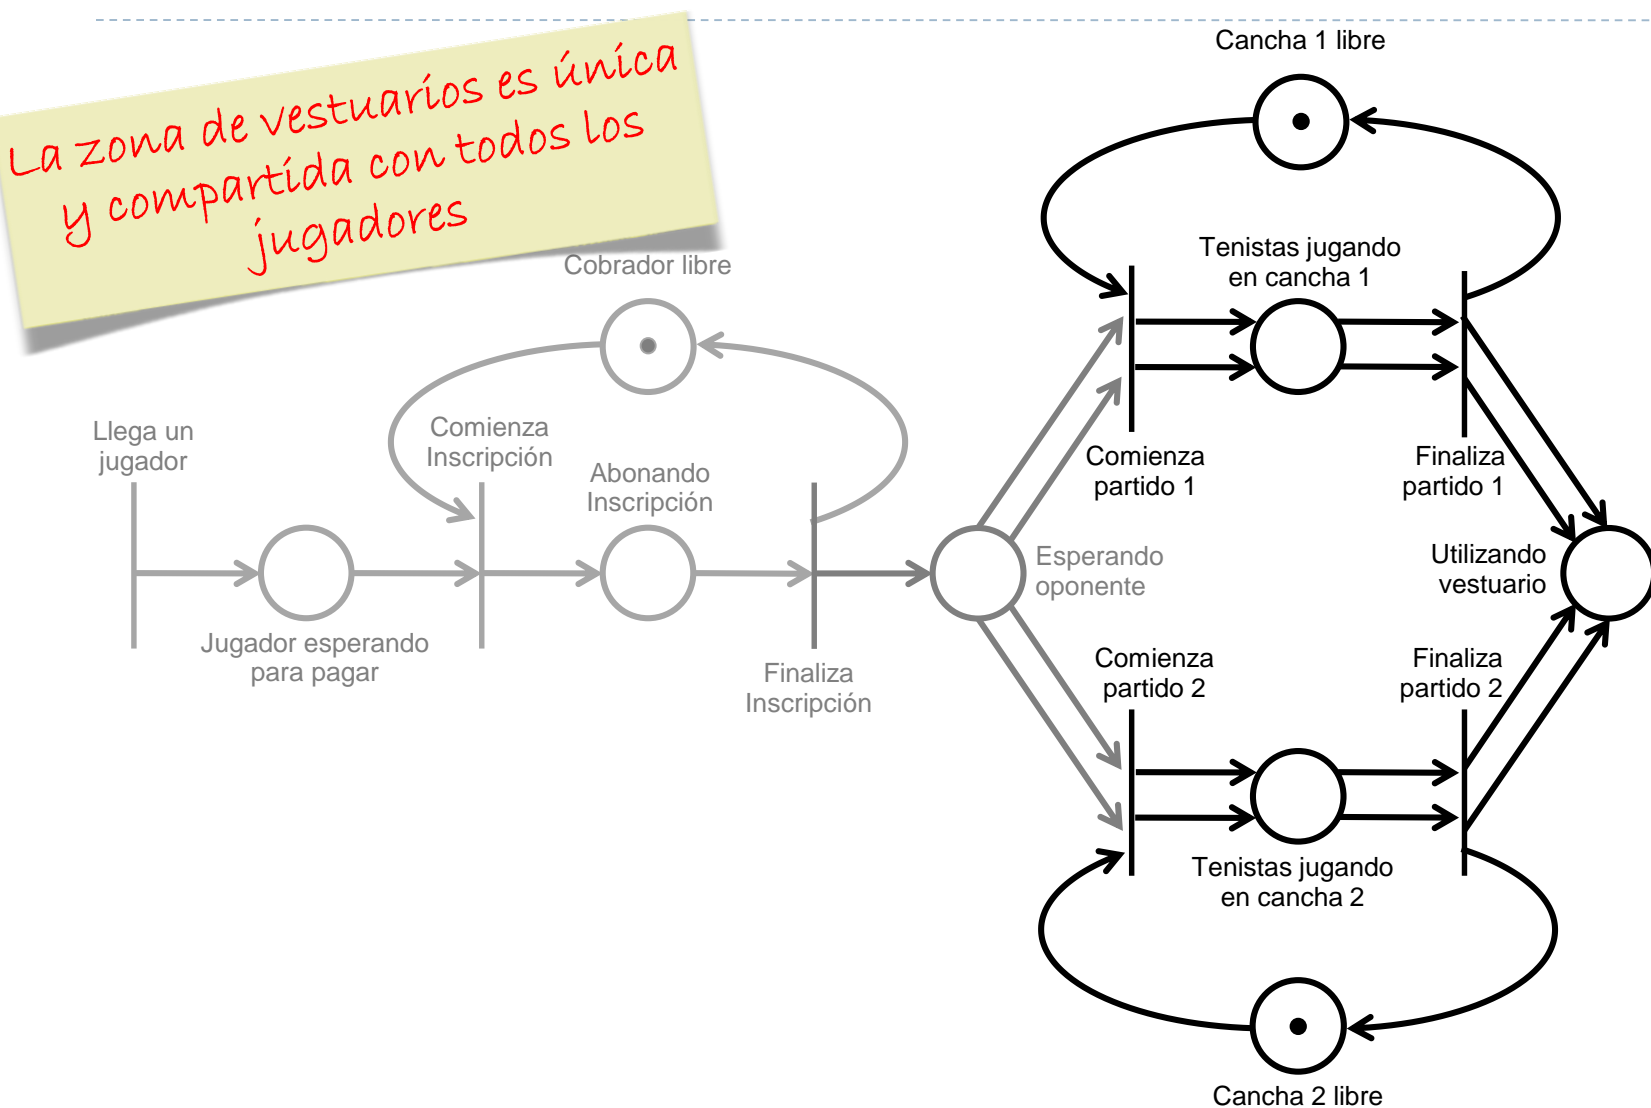 La zona de vestuarios es única
y compartida con todos los
jugadores
Cancha 1 libre
Tenistas jugando
en cancha 1
Cobrador libre
Llega un
jugador
Comienza
Inscripción
Abonando
Inscripción
Comienza
partido 1
Finaliza
partido 1
Esperando
oponente
Utilizando
vestuario
Jugador esperando
para pagar
Finaliza
Inscripción
Comienza
partido 2
Finaliza
partido 2
Tenistas jugando
en cancha 2
Cancha 2 libre